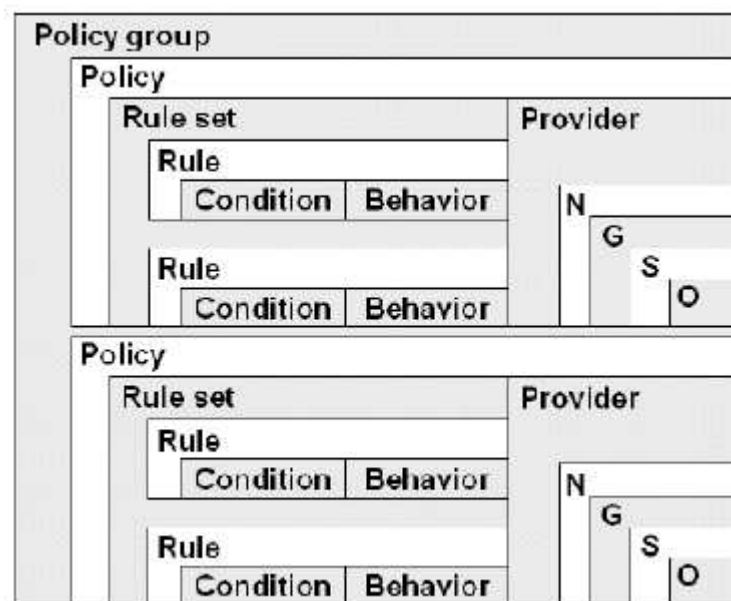 Policy group
Policy
Rule set Provider
Rule
Condition Behavior N
G
Rule S
Condition Behavior O
Policy
Rule set Provider
Rule
Condition Behavior N
G
Rule S
Condition Behavior O